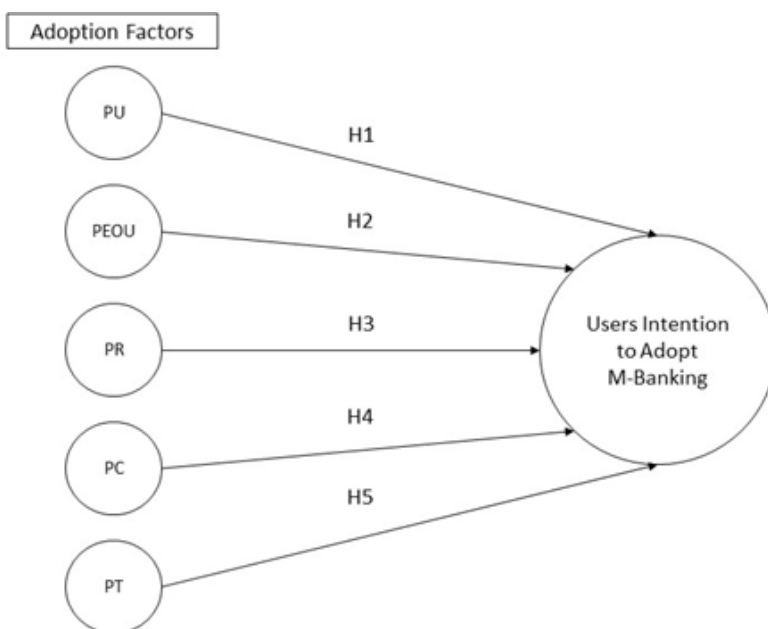 Adoption Factors
PU
H1
PEOU
H2
PR
H3
Users Intention
to Adopt
M-Banking
PC
H4
PT
H5